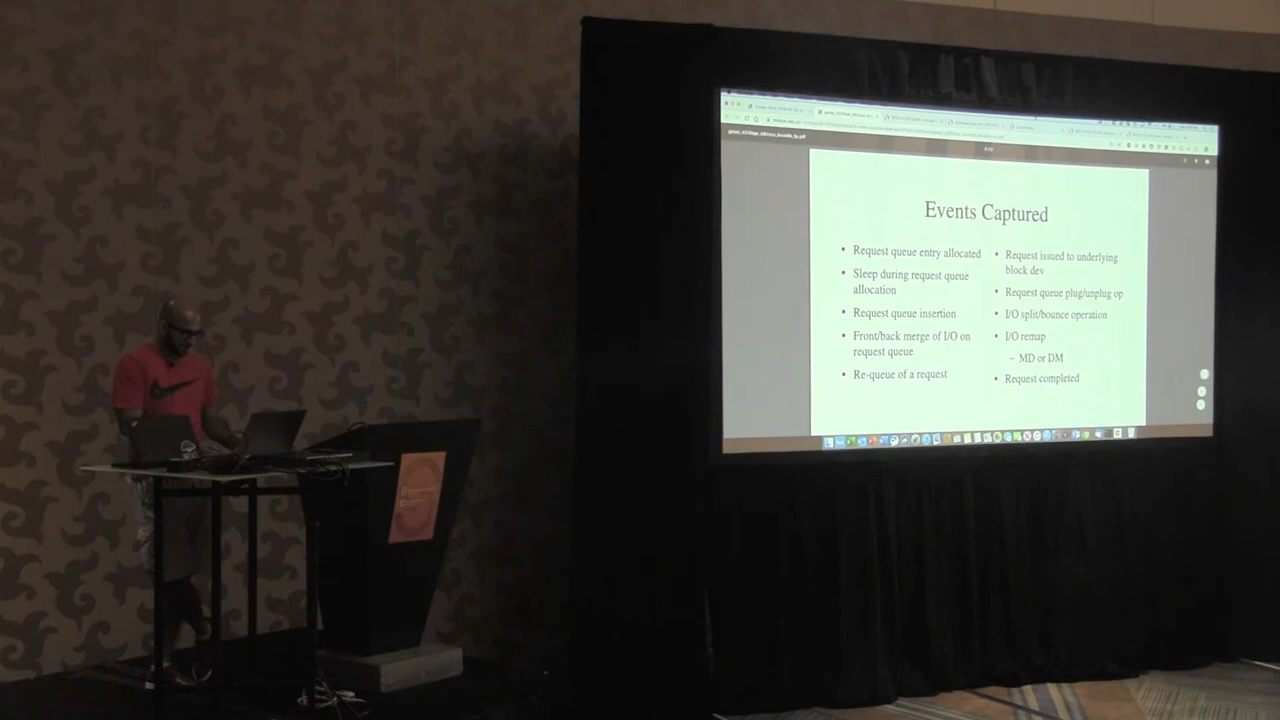 Events Captured
• Request queue entry allocated
• Sleep during request queue
allocation
• Request queue insertion
• Front/back merge of I/O on
request queue
• Re-queue of a request
• Request issued to underlying
block dev
• Request queue plug/unplug op
• I/O split/bounce operation
• I/O remap
– MD or DM
• Request completed